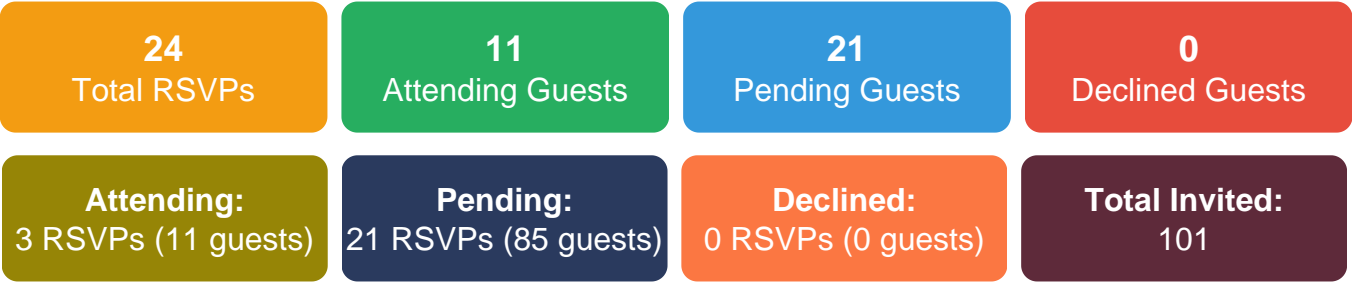 24
Total RSVPs
11
Attending Guests
21
Pending Guests
0
Declined Guests
Attending:
3 RSVPs (11 guests)
Pending:
21 RSVPs (85 guests)
Declined:
0 RSVPs (0 guests)
Total Invited:
101